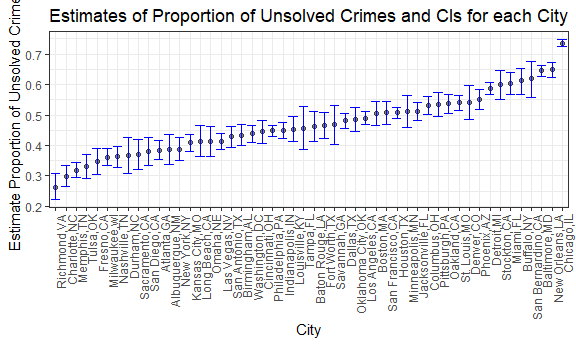 Estimates of Proportion of Unsolved Crimes and CIs for each City
Estimate Proportion of Unsolved Crime
0.7
0.6
0.5
0.4
0.3
0.2
Richmond,VA
Charlotte,NC
Memphis,TN
Tulsa,OK
Fresno,CA
Milwaukee,wI
Nashville,TN
Durham,NC
Sacramento,CA
San Diego,CA
Atlanta,GA
Albuquerque,NM
New York,NY
Kansas City,MO
Long Beach,CA
Omaha,NE
Las Vegas,NV
San Antonio,TX
Birmingham,AL
Washington,DC
Cincinnati,OH
Philadelphia,PA
Indianapolis,IN
Louisville,KY
Tampa,FL
Baton Rouge,LA
Fort Worth,TX
Savannah,GA
Dallas,TX
Oklahoma City,OK
Los Angeles,CA
Boston,MA
San Francisco,CA
Houston,TX
Minneapolis,MN
Jacksonville,FL
Columbus,OH
Pittsburgh,PA
Oakland,CA
St. Louis,MO
Denver,CO
Phoenix,AZ
Detroit,MI
Stockton,CA
Miami,FL
Buffalo,NY
San Bernardino,CA
Baltimore,MD
New Orleans,LA
Chicago,IL
City